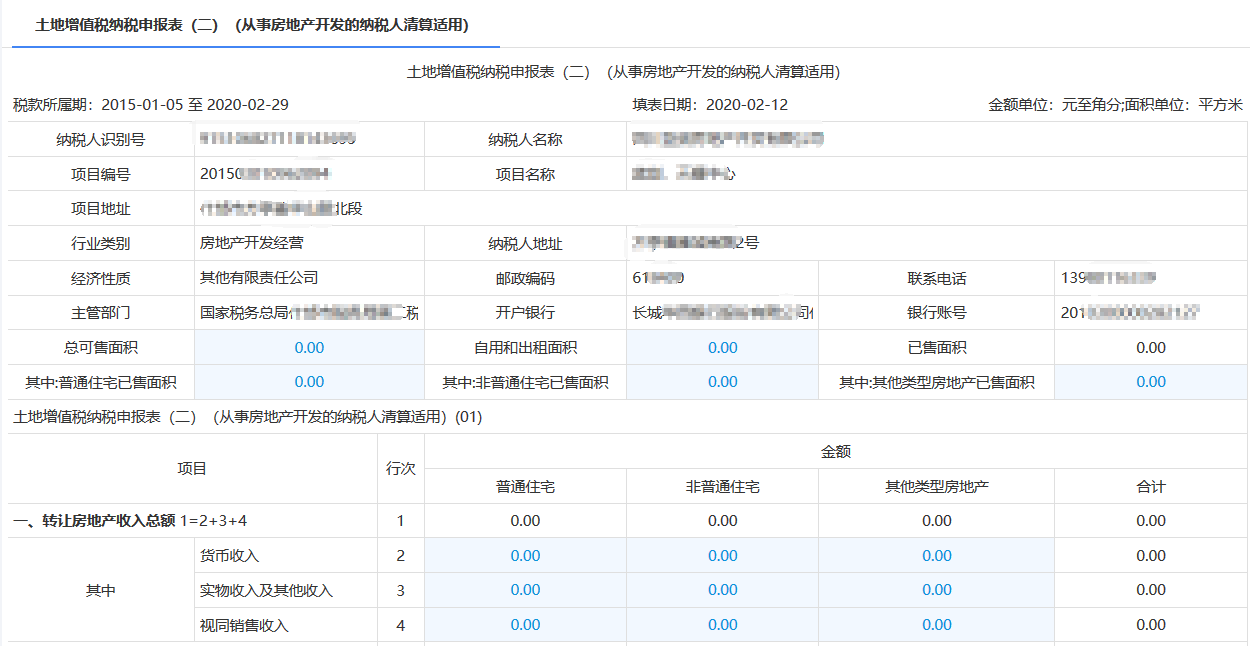 土地增值税纳税申报表（二）（从事房地产开发的纳税人清算适用)
土地增值税纳税申报表（二）（从事房地产开发的纳税人清算适用)
税款所属期：2015-01-05 至 2020-02-29 填表日期：2020-02-12 金额单位：元至角分;面积单位：平方米
纳税人识别号 纳税人名称
项目编号 20150 项目名称 中心
项目地址 北段
行业类别 房地产开发经营 纳税人地址 2号
经济性质 其他有限责任公司 邮政编码 61 0 联系电话 139
主管部门 国家税务总局 税 开户银行 长城 司 银行账号 201
总可售面积 0.00 自用和出租面积 0.00 已售面积 0.00
其中:普通住宅已售面积 0.00 其中:非普通住宅已售面积 0.00 其中:其他类型房地产已售面积 0.00
土地增值税纳税申报表（二）（从事房地产开发的纳税人清算适用）(01)
项目 行次 金额
普通住宅 非普通住宅 其他类型房地产 合计
一、转让房地产收入总额 1=2+3+4 1 0.00 0.00 0.00 0.00
其中 货币收入 2 0.00 0.00 0.00 0.00
实物收入及其他收入 3 0.00 0.00 0.00 0.00
视同销售收入 4 0.00 0.00 0.00 0.00